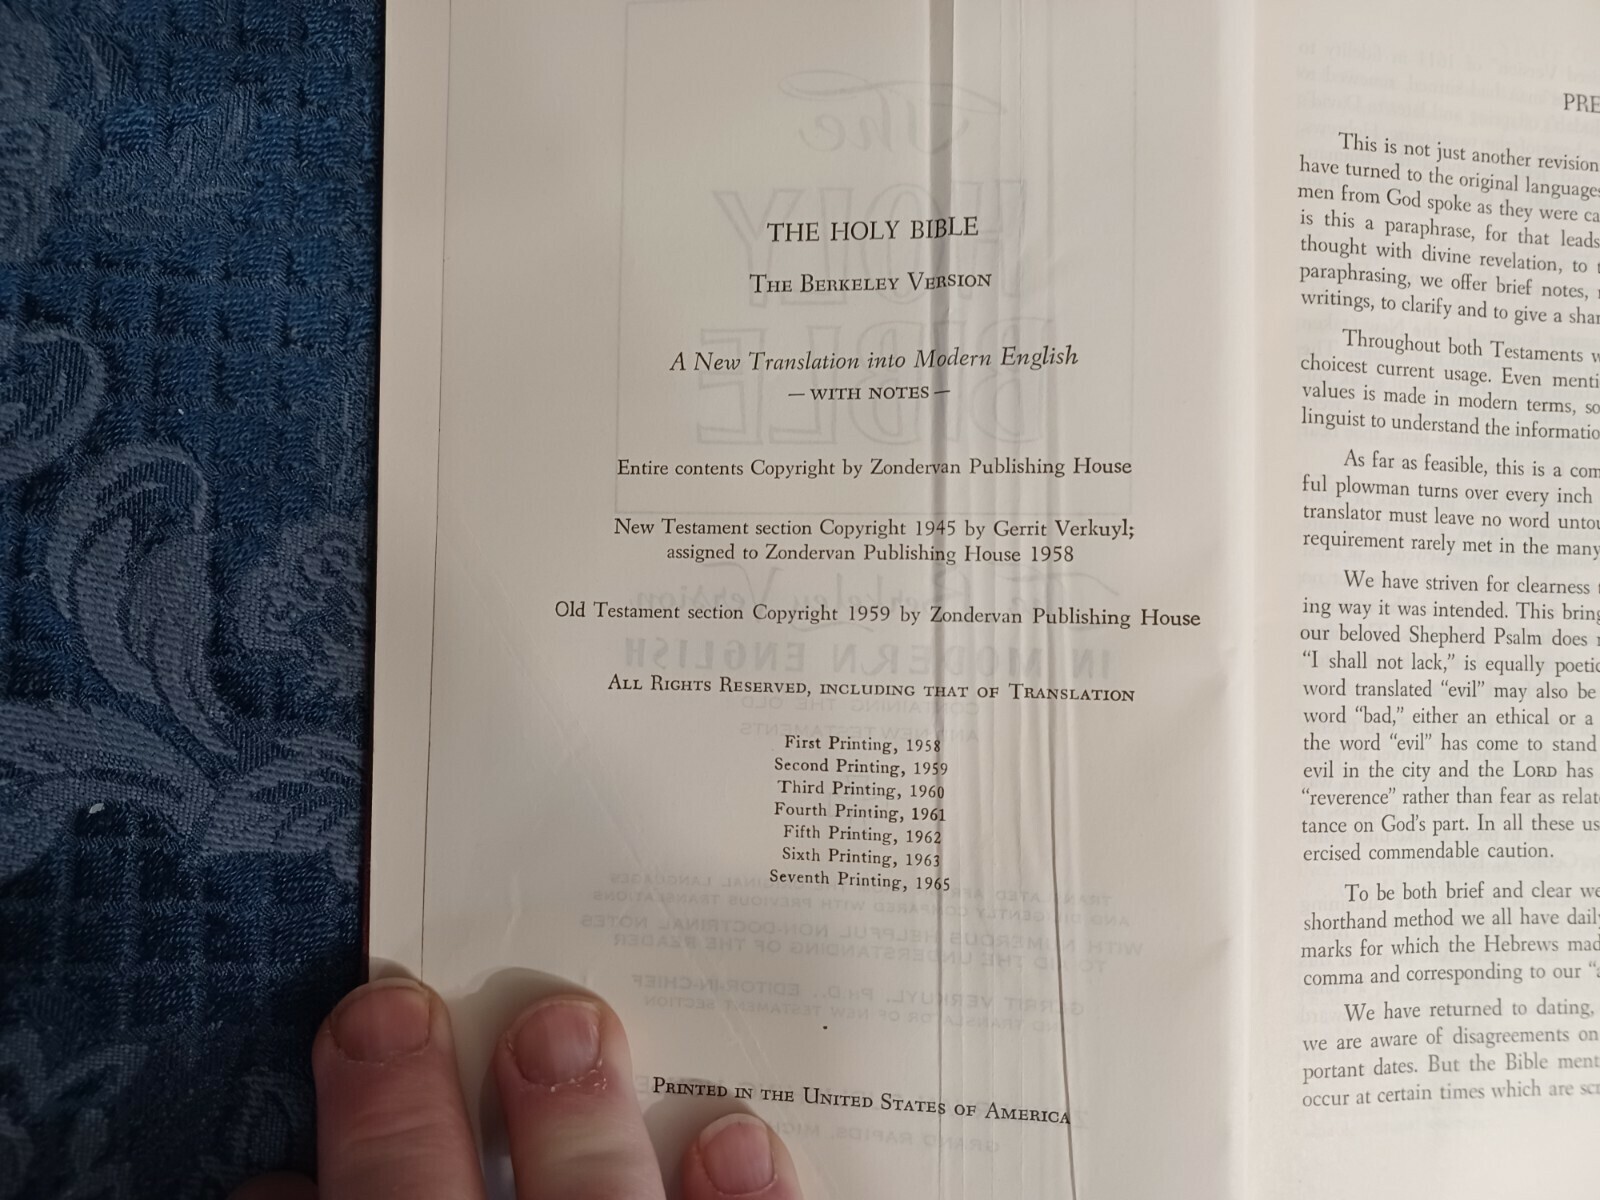 THE HOLY BIBLE
THE BERKELEY VERSION
A New Translation into Modern English
— WITH NOTES —
Entire contents Copyright by Zondervan Publishing House
New Testament section Copyright 1945 by Gerrit Verkuyl;
assigned to Zondervan Publishing House 1958
Old Testament section Copyright 1959 by Zondervan Publishing House
ALL RIGHTS RESERVED, INCLUDING THAT OF TRANSLATION
First Printing, 1958
Second Printing, 1959
Third Printing, 1960
Fourth Printing, 1961
Fifth Printing, 1962
Sixth Printing, 1963
Seventh Printing, 1965
PRINTED IN THE UNITED STATES OF AMERICA
PRE
This is not just another revision
have turned to the original language
men from God spoke as they were ca
is this a paraphrase, for that leads
thought with divine revelation, to
paraphrasing, we offer brief notes,
writings, to clarify and to give a shar
Throughout both Testaments w
choicest current usage. Even menti
values is made in modern terms, so
linguist to understand the informatio
As far as feasible, this is a com
ful plowman turns over every inch
translator must leave no word untou
requirement rarely met in the many
We have striven for clearness
ing way it was intended. This bring
our beloved Shepherd Psalm does
“I shall not lack,” is equally poetic
word translated “evil” may also be
word “bad,” either an ethical or a
the word “evil” has come to stand
evil in the city and the LORD has
“reverence” rather than fear as relat
tance on God’s part. In all these us
ercised commendable caution.
To be both brief and clear we
shorthand method we all have daily
marks for which the Hebrews mad
comma and corresponding to our “a
We have returned to dating,
we are aware of disagreements on
portant dates. But the Bible ment
occur at certain times which are scr